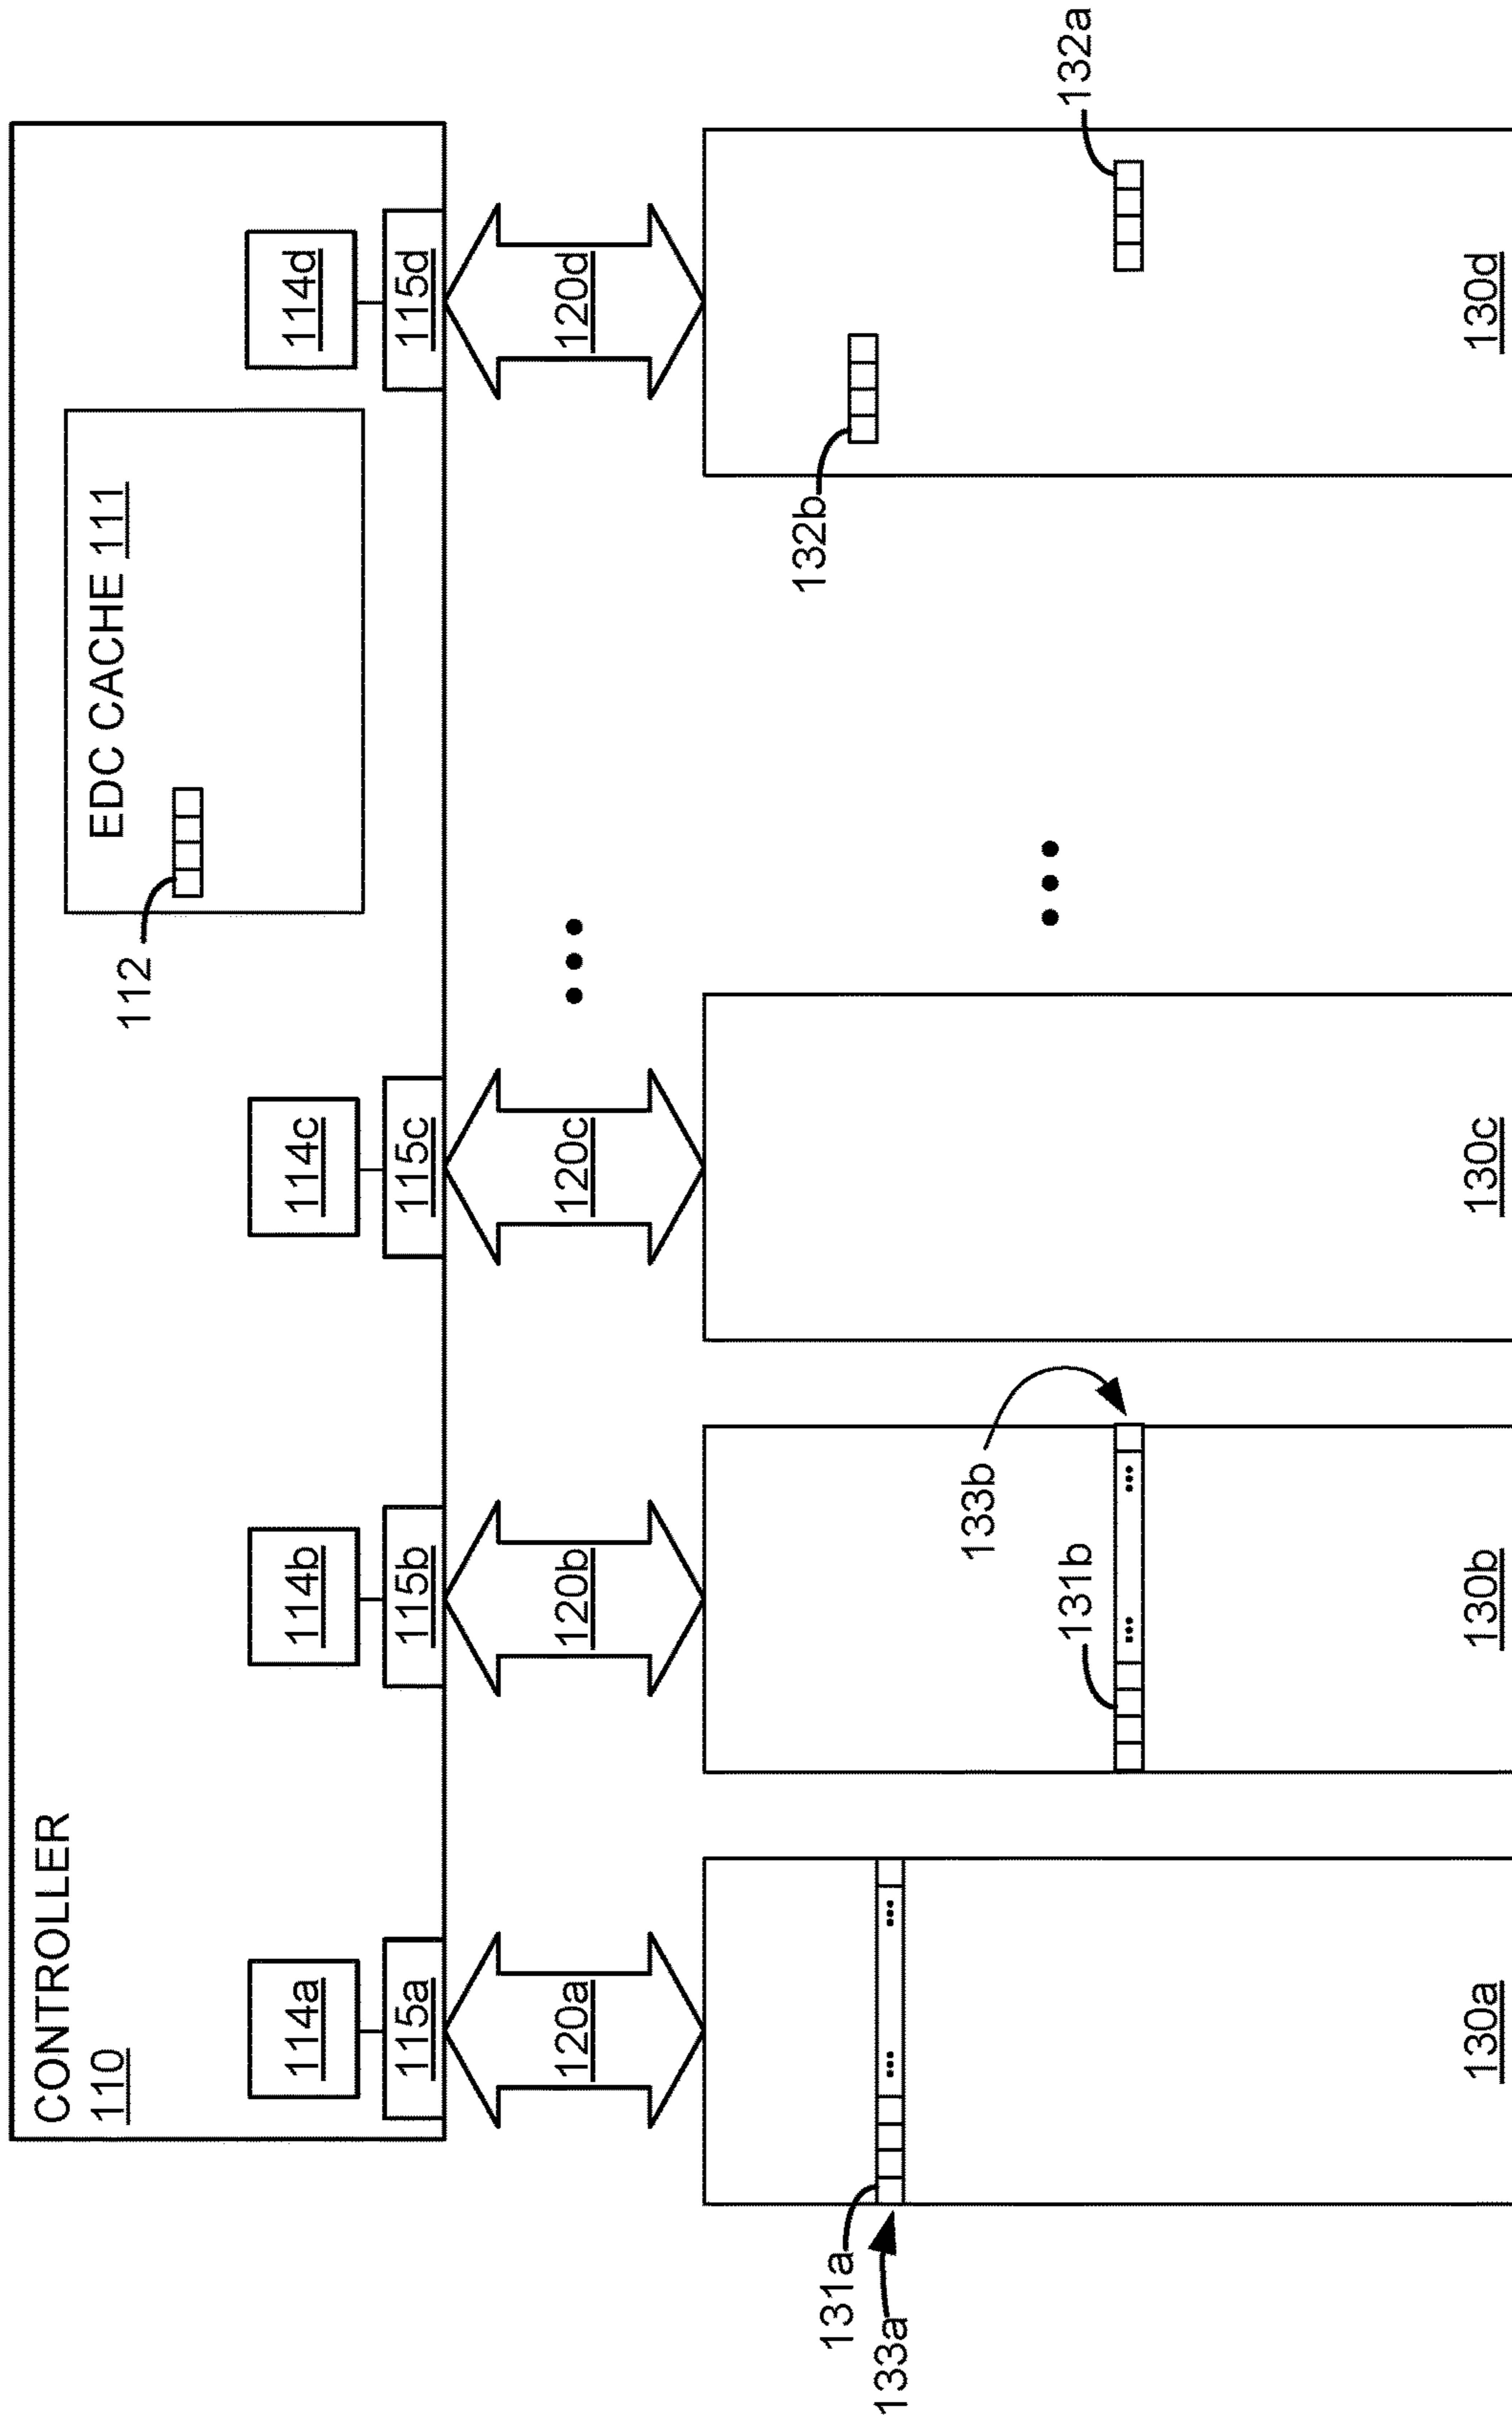 CONTROLLER
110
EDC CACHE 111
112
114a
114b
114c
114d
115a
115b
115c
115d
120a
120b
120c
120d
•••
131a
133a
133b
131b
•••
132b
132a
130a
130b
130c
130d